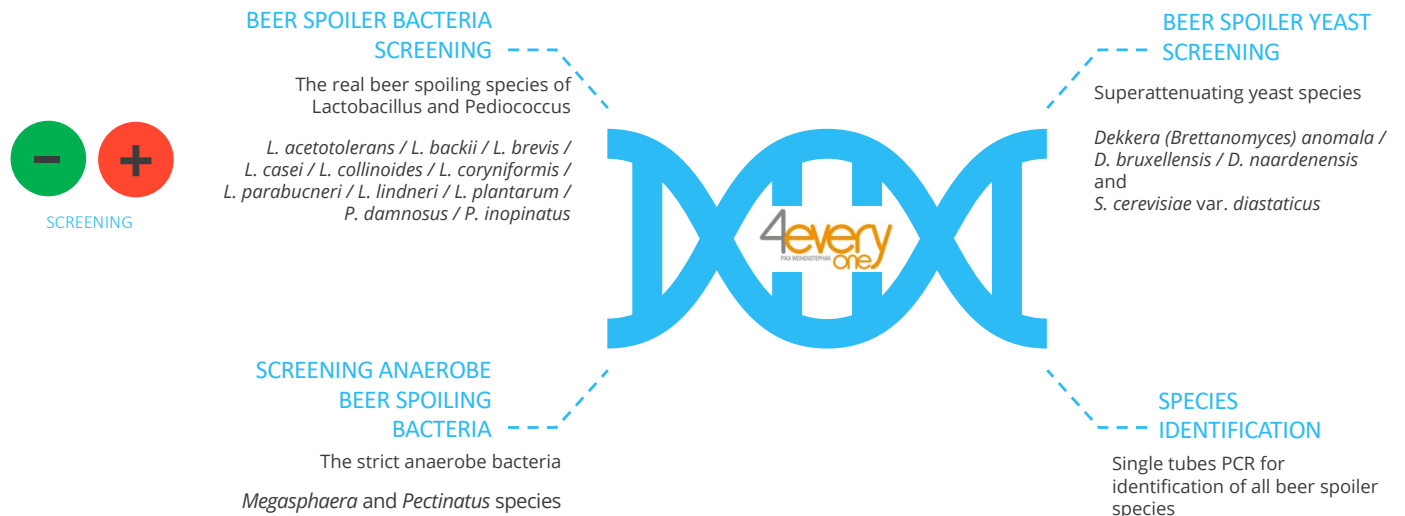 BEER SPOILER BACTERIA
SCREENING
The real beer spoiling species of
Lactobacillus and Pediococcus
L. acetotolerans / L. backii / L. brevis /
L. casei / L. collinoides / L. coryniformis /
L. parabucneri / L. lindneri / L. plantarum /
P. damnosus / P. inopinatus
- +
SCREENING
BEER SPOILER YEAST
SCREENING
Superattenuating yeast species
Dekkera (Brettanomyces) anomala /
D. bruxellensis / D. naardenensis
and
S. cerevisiae var. diastaticus
4every
PIKA WEIHENSTEPHAN
one
SCREENING ANAEROBE
BEER SPOILING
BACTERIA
The strict anaerobe bacteria
Megasphaera and Pectinatus species
SPECIES
IDENTIFICATION
Single tubes PCR for
identification of all beer spoiler
species